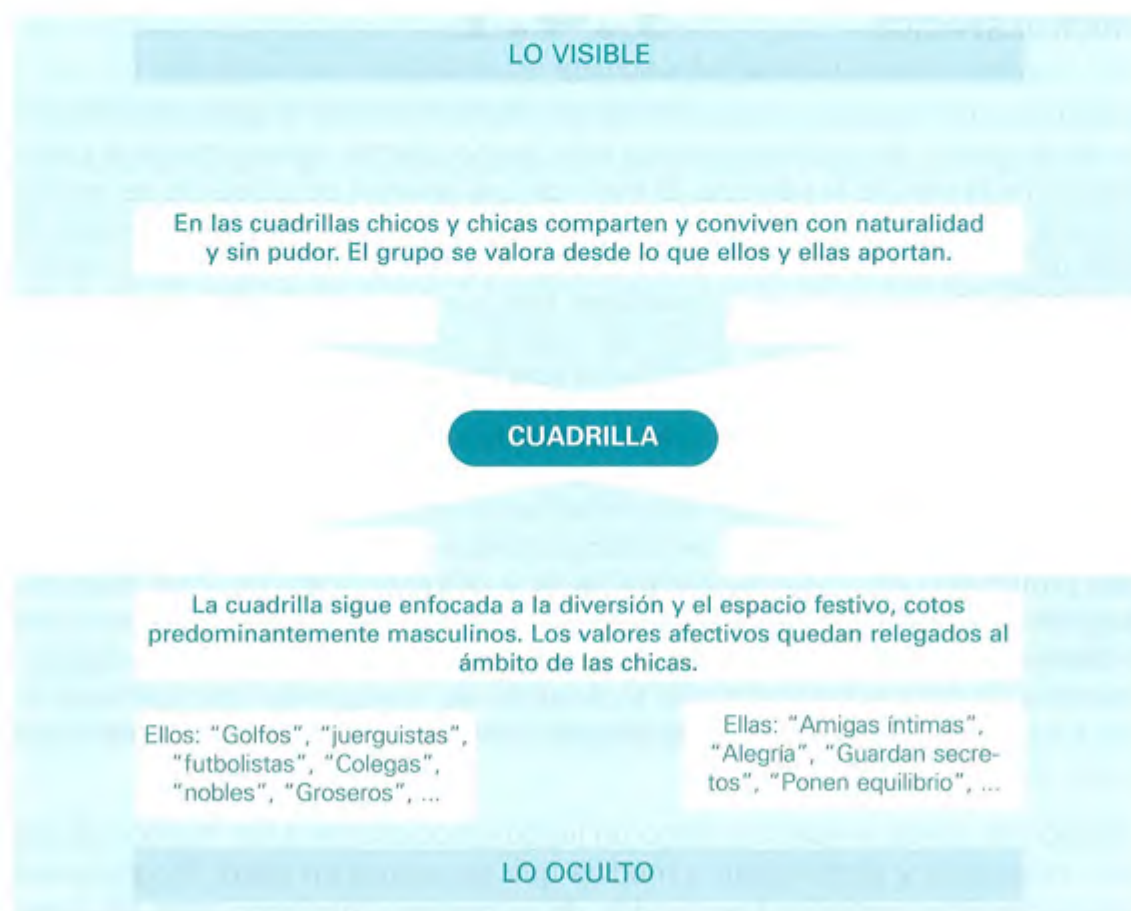 LO VISIBLE
En las cuadrillas chicos y chicas comparten y conviven con naturalidad
y sin pudor. El grupo se valora desde lo que ellos y ellas aportan.
CUADRILLA
La cuadrilla sigue enfocada a la diversión y el espacio festivo, cotos
predominantemente masculinos. Los valores afectivos quedan relegados al
ámbito de las chicas.
Ellos: "Golfos", "juerguistas",
"futbolistas", "Colegas",
"nobles", "Groseros", ...
Ellas: "Amigas íntimas",
"Alegría", "Guardan secre-
tos", "Ponen equilibrio", ...
LO OCULTO